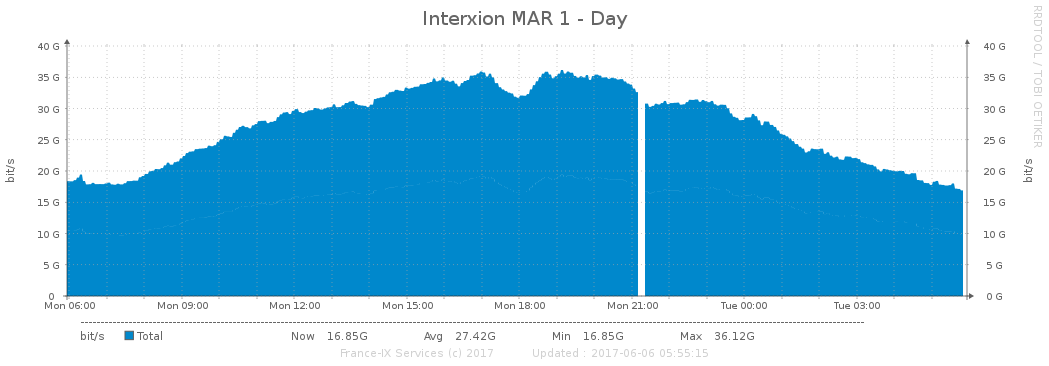 Interxion MAR 1 - Day
RRDTOOL / TOBI OETIKER
40 G 40 G
35 G 35 G
30 G 30 G
25 G 25 G
20 G 20 G
15 G 15 G
10 G 10 G
5 G 5 G
0 0 G
bit/s bit/s
Mon 06:00 Mon 09:00 Mon 12:00 Mon 15:00 Mon 18:00 Mon 21:00 Tue 00:00 Tue 03:00
bit/s Total Now 16.85G Avg 27.42G Min 16.85G Max 36.12G
France-IX Services (c) 2017 Updated : 2017-06-06 05:55:15